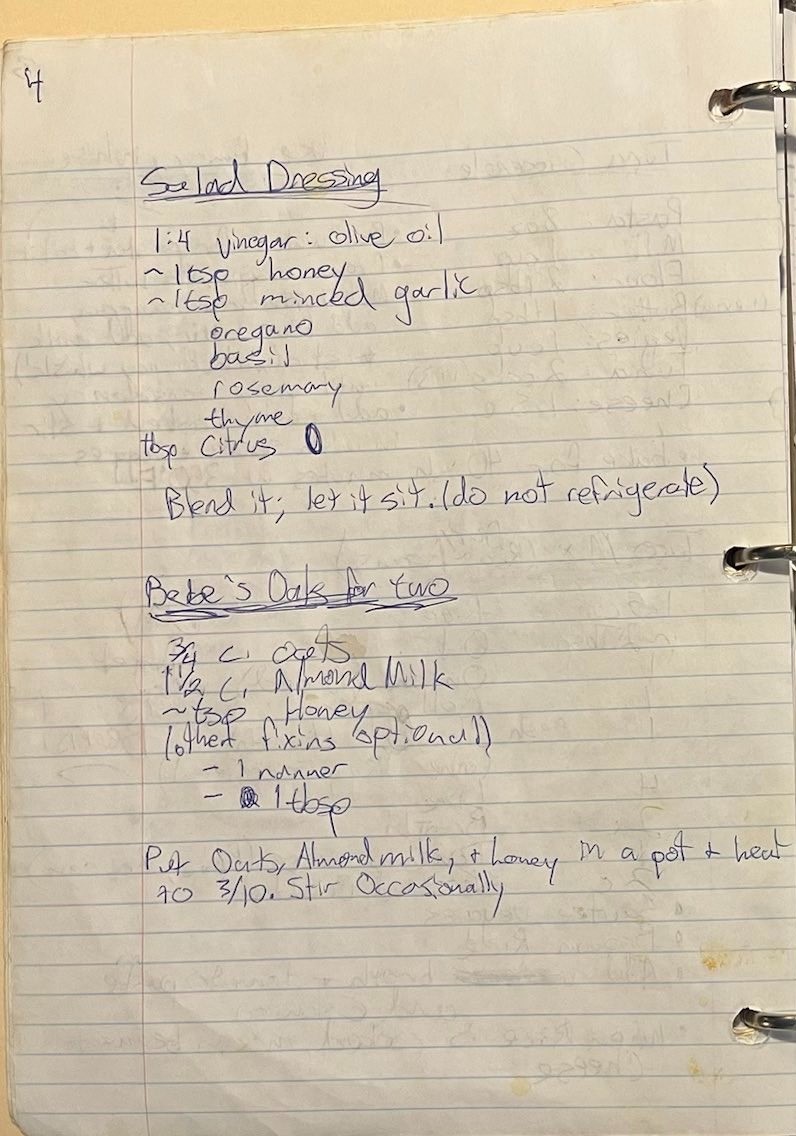 4
Salad Dressing
1:4 vinegar: olive oil
~ 1tsp honey
~ 1tsp minced garlic
oregano
basil
rosemary
thyme
tbsp Citrus
Blend it; let it sit. (do not refrigerate)
Bebe's Oats for two
3/4 c. oats
1 1/2 c. Almond Milk
~tsp Honey
(other fixins optional)
- 1 nanner
- 1 tbsp
Put Oats, Almond milk, + honey in a pot + heat
to 3/10. Stir Occasionally